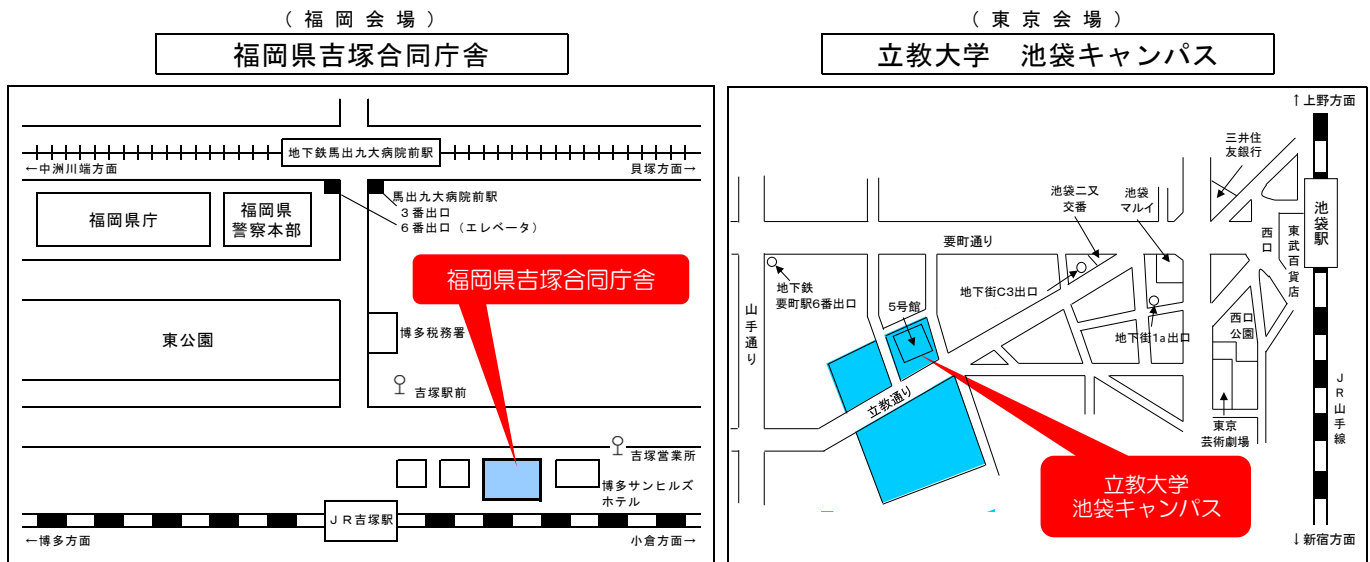 (福岡会場)
福岡県吉塚合同庁舎
地下鉄馬出九大病院前駅
←中洲川端方面
貝塚方面→
福岡県庁
福岡県
警察本部
馬出九大病院前駅
3番出口
6番出口(エレベータ)
福岡県吉塚合同庁舎
東公園
博多税務署
吉塚駅前
吉塚営業所
博多サンヒルズ
ホテル
JR吉塚駅
←博多方面
小倉方面→
(東京会場)
立教大学 池袋キャンパス
↑上野方面
三井住
友銀行
池袋二又
交番
池袋
マルイ
池袋駅
西口
東武百貨店
要町通り
地下鉄
要町駅6番出口
地下街C3出口
5号館
山手通り
地下街1a出口
西口
公園
立教通り
JR山手線
東京
芸術劇場
立教大学
池袋キャンパス
↓新宿方面